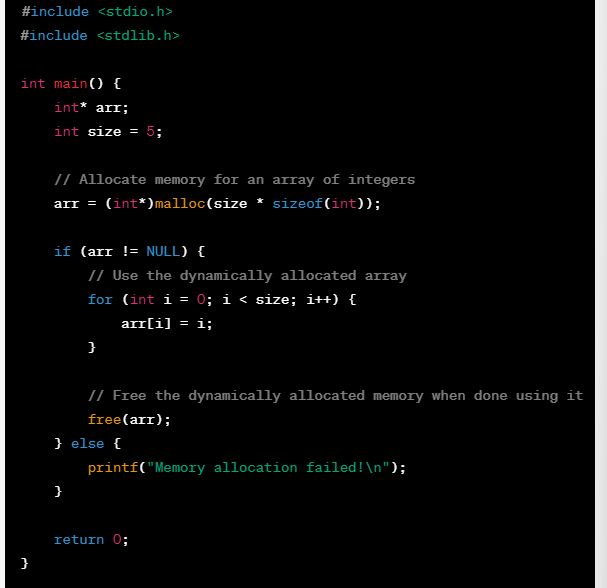 #include <stdio.h>
#include <stdlib.h>
int main() {
int* arr;
int size = 5;
// Allocate memory for an array of integers
arr = (int*)malloc(size * sizeof(int));
if (arr != NULL) {
// Use the dynamically allocated array
for (int i = 0; i < size; i++) {
arr[i] = i;
}
// Free the dynamically allocated memory when done using it
free(arr);
} else {
printf("Memory allocation failed!\n");
}
return 0;
}